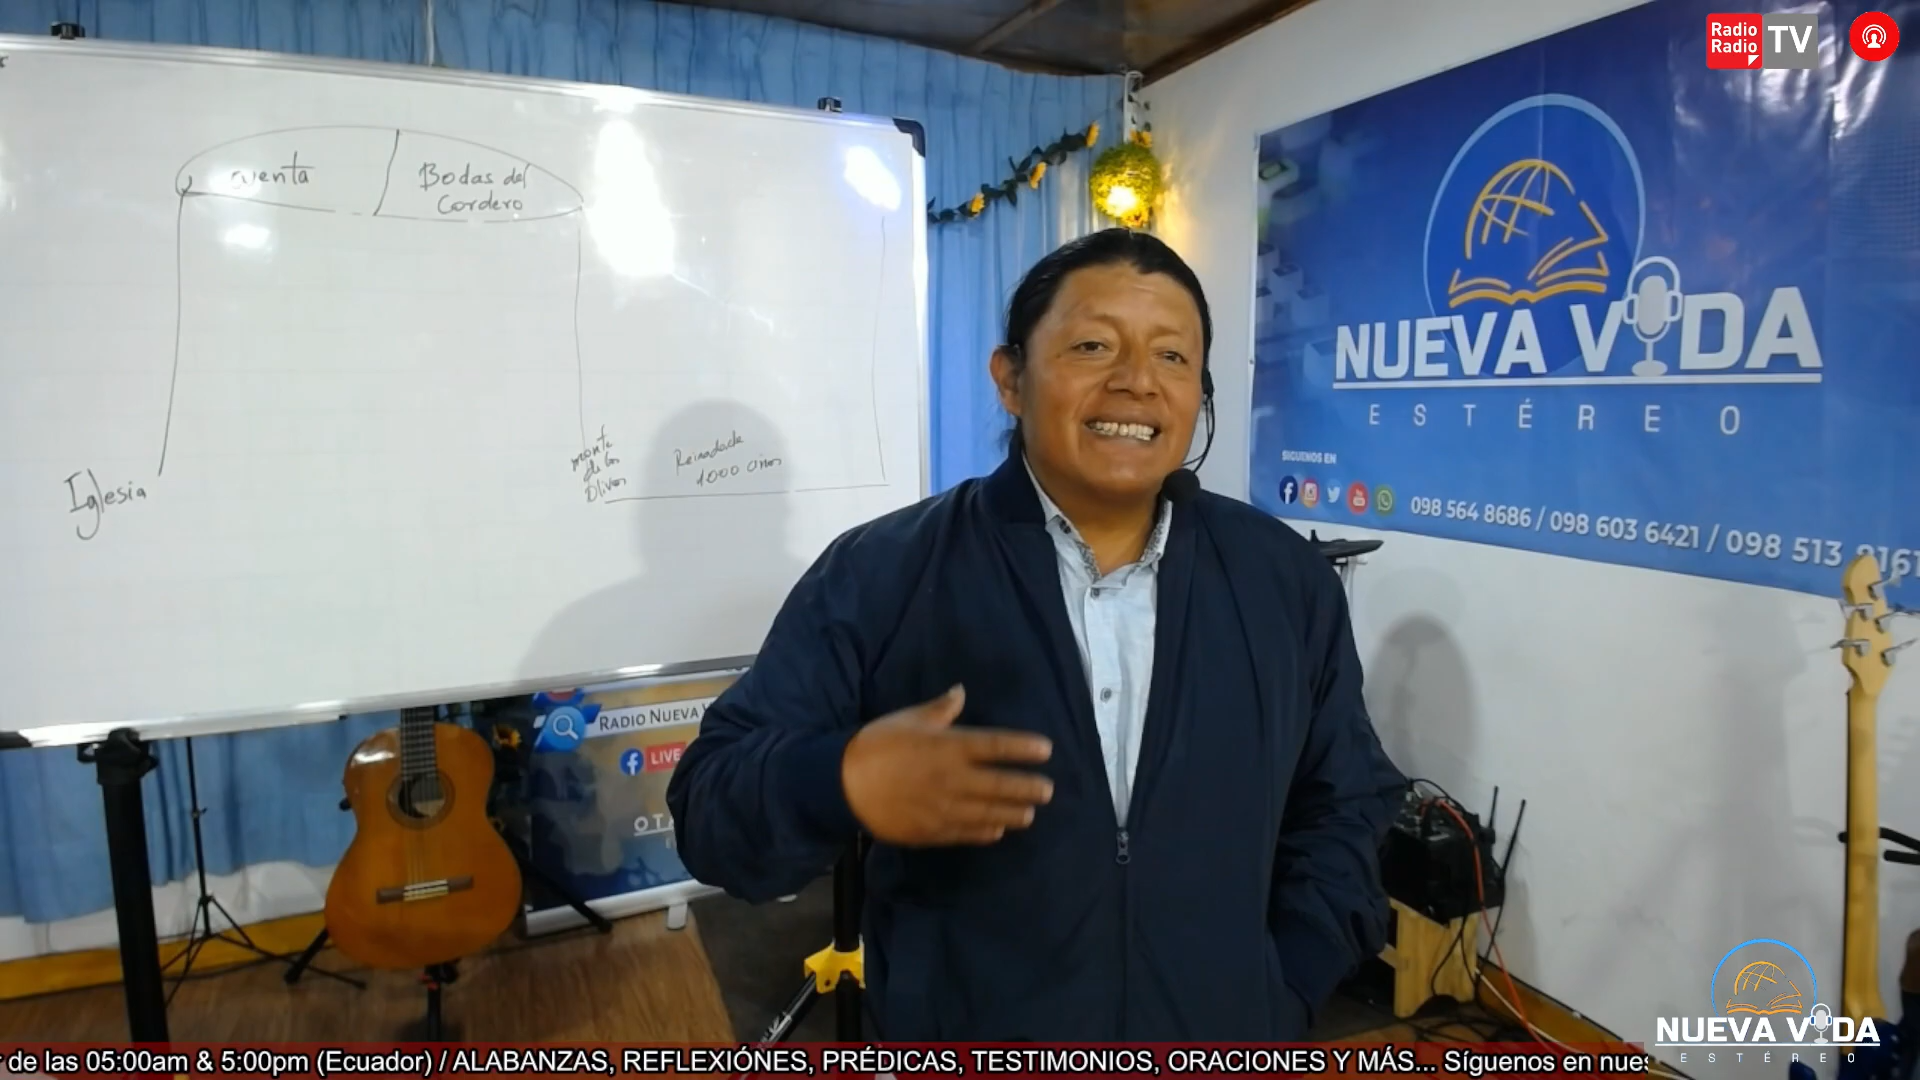 Radio
Radio TV
cuenta
Bodas del
Cordero
Iglesia
monte
de los
Olivos
Reinado de
1000 años
NUEVA VIDA
ESTÉREO
SIGUENOS EN
098 564 8686 / 098 603 6421 / 098 513
RADIO NUEVA
LIVE
NUEVA VIDA
ESTÉREO
de las 05:00am & 5:00pm (Ecuador) / ALABANZAS, REFLEXIÓNES, PRÉDICAS, TESTIMONIOS, ORACIONES Y MÁS... Síguenos en